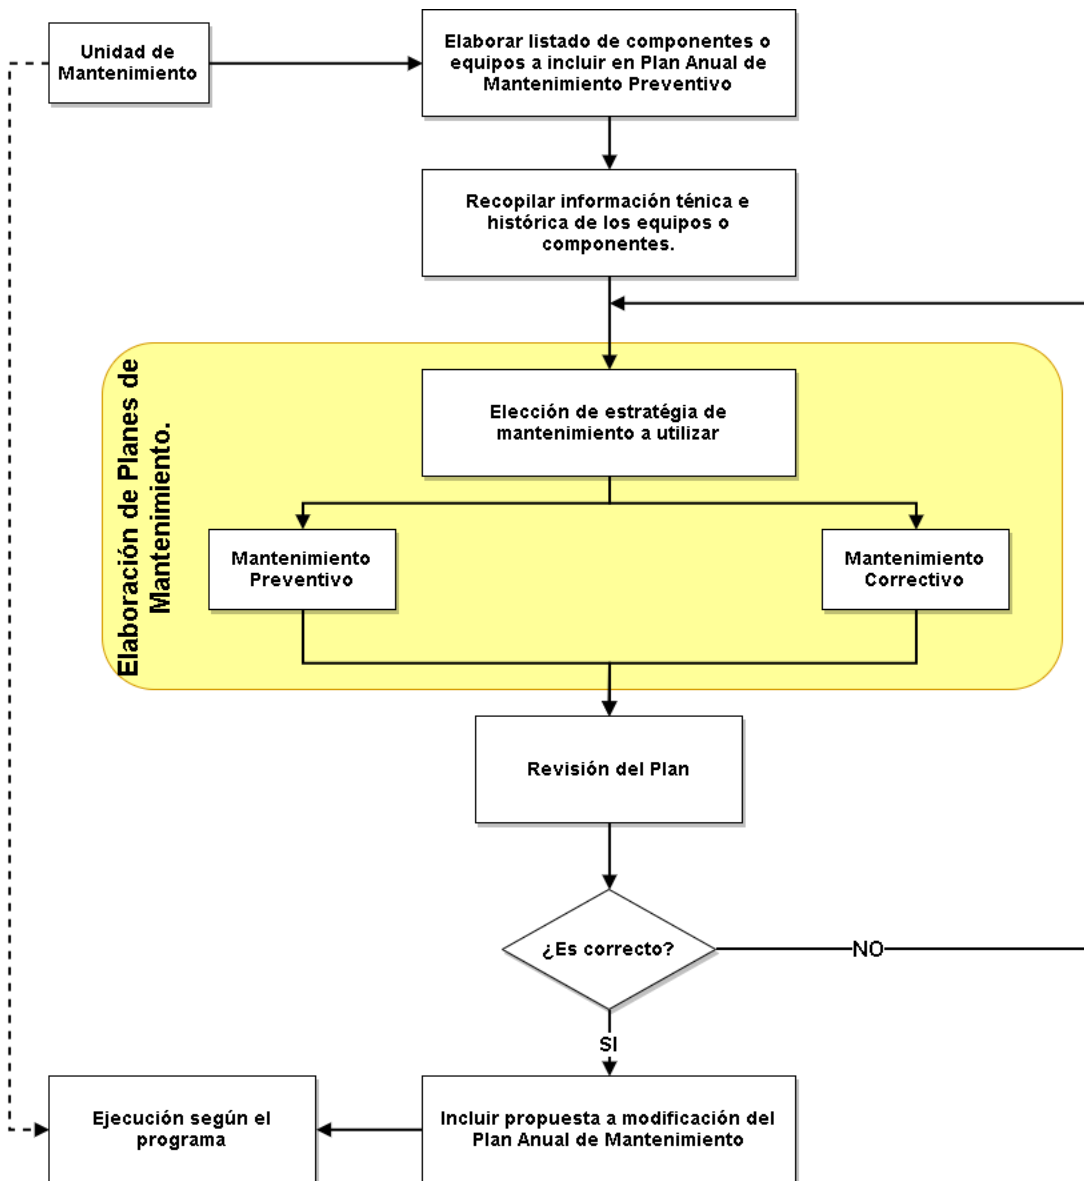 Unidad de
Mantenimiento
Elaborar listado de componentes o
equipos a incluir en Plan Anual de
Mantenimiento Preventivo
Recopilar información ténica e
histórica de los equipos o
componentes.
Elaboración de Planes de
Mantenimiento.
Elección de estratégia de
mantenimiento a utilizar
Mantenimiento
Preventivo
Mantenimiento
Correctivo
Revisión del Plan
¿Es correcto?
NO
SI
Ejecución según el
programa
Incluir propuesta a modificación del
Plan Anual de Mantenimiento